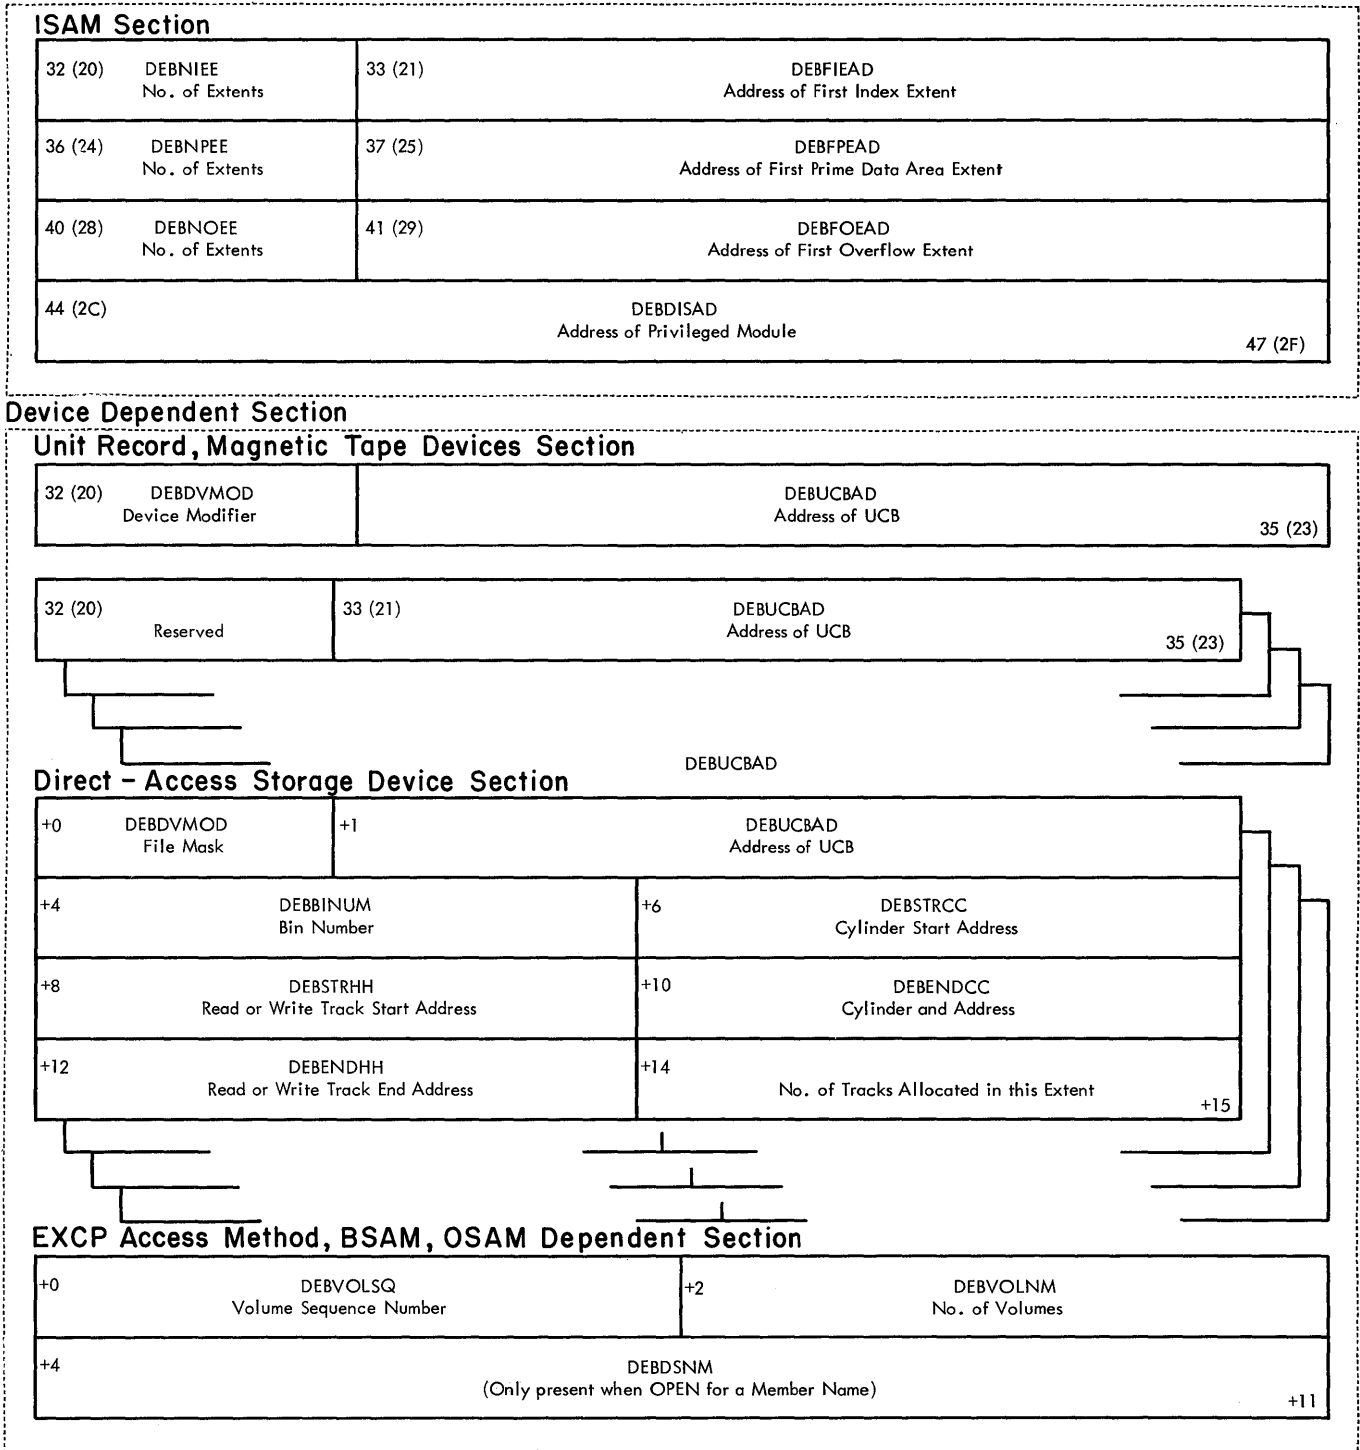 ISAM Section
32 (20) DEBNIEE
No. of Extents
33 (21) DEBFIEAD
Address of First Index Extent
36 (24) DEBNPEE
No. of Extents
37 (25) DEBFPEAD
Address of First Prime Data Area Extent
40 (28) DEBNOEE
No. of Extents
41 (29) DEBFOEAD
Address of First Overflow Extent
44 (2C) DEBDISAD
Address of Privileged Module
47 (2F)
Device Dependent Section
Unit Record, Magnetic Tape Devices Section
32 (20) DEBDVMOD
Device Modifier
DEBUCBAD
Address of UCB
35 (23)
32 (20)
Reserved
33 (21) DEBUCBAD
Address of UCB
35 (23)
DEBUCBAD
Direct - Access Storage Device Section
+0 DEBDVMOD
File Mask
+1 DEBUCBAD
Address of UCB
+4 DEBBINUM
Bin Number
+6 DEBSTRCC
Cylinder Start Address
+8 DEBSTRHH
Read or Write Track Start Address
+10 DEBENDCC
Cylinder and Address
+12 DEBENDHH
Read or Write Track End Address
+14
No. of Tracks Allocated in this Extent
+15
EXCP Access Method, BSAM, OSAM Dependent Section
+0 DEBVOLSQ
Volume Sequence Number
+2 DEBVOLNM
No. of Volumes
+4 DEBDSNM
(Only present when OPEN for a Member Name)
+11